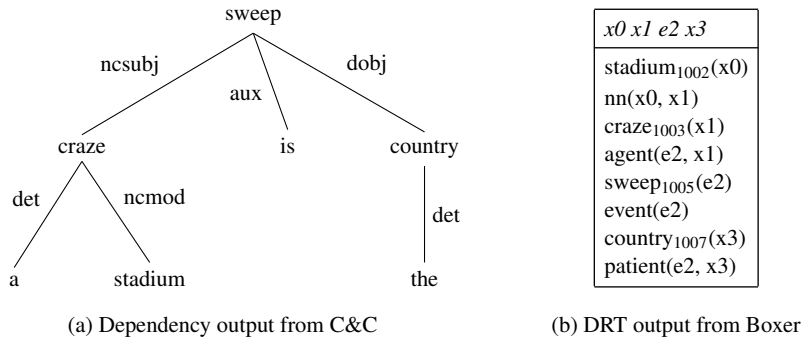 sweep
ncsubj
aux
dobj
craze
is
country
det
ncmod
det
a
stadium
the
(a) Dependency output from C&C
x0 x1 e2 x3
stadium1002(x0)
nn(x0, x1)
craze1003(x1)
agent(e2, x1)
sweep1005(e2)
event(e2)
country1007(x3)
patient(e2, x3)
(b) DRT output from Boxer